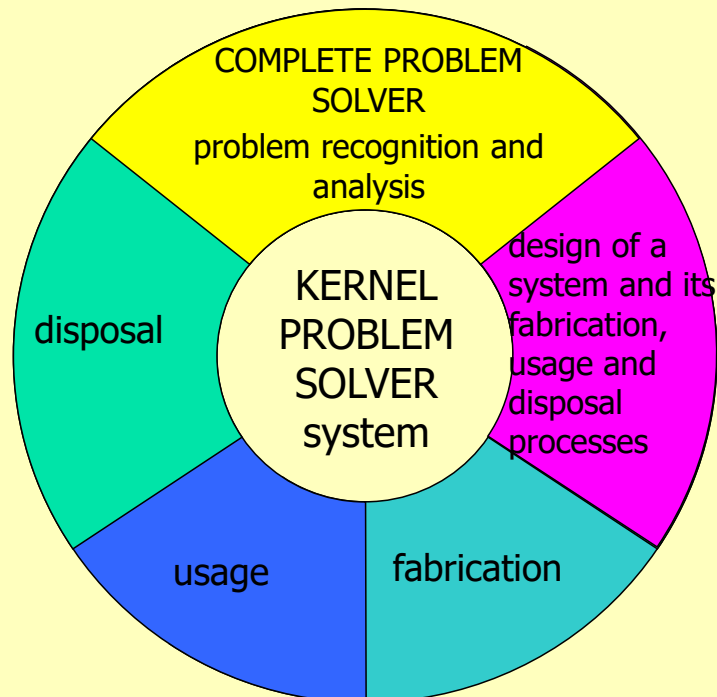 COMPLETE PROBLEM
SOLVER
problem recognition and
analysis
design of a
system and its
fabrication,
usage and
disposal
processes
KERNEL
PROBLEM
SOLVER
system
disposal
usage
fabrication